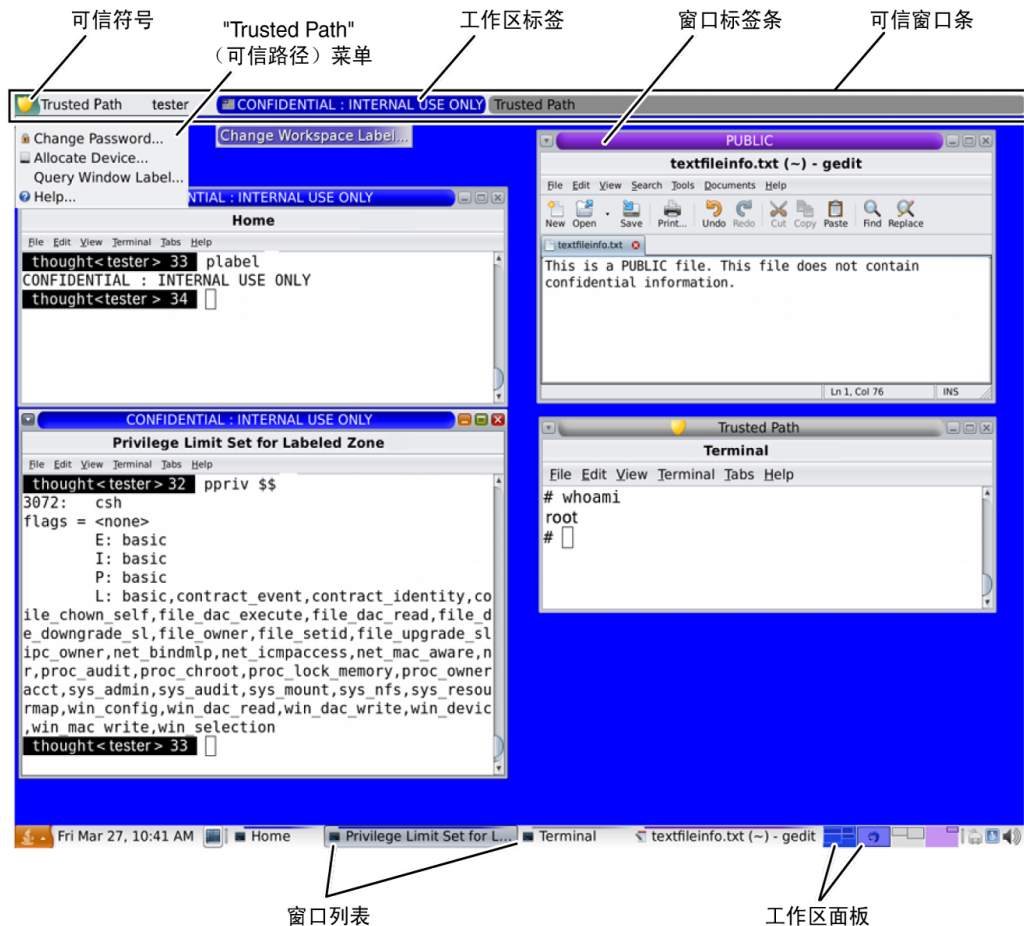 可信符号
"Trusted Path"
（可信路径）菜单
工作区标签
窗口标签条
可信窗口条
Trusted Path tester CONFIDENTIAL : INTERNAL USE ONLY Trusted Path
Change Password...
Allocate Device...
Query Window Label...
Help...
Change Workspace Label...
NTIAL : INTERNAL USE ONLY
Home
File Edit View Terminal Tabs Help
thought<tester> 33 plabel
CONFIDENTIAL : INTERNAL USE ONLY
thought<tester> 34
PUBLIC
textfileinfo.txt (~) - gedit
File Edit View Search Tools Documents Help
New Open Save Print... Undo Redo Cut Copy Paste Find Replace
textfileinfo.txt
This is a PUBLIC file. This file does not contain
confidential information.
Ln 1, Col 76 INS
CONFIDENTIAL : INTERNAL USE ONLY
Privilege Limit Set for Labeled Zone
File Edit View Terminal Tabs Help
thought<tester> 32 ppriv $$
3072: csh
flags = <none>
E: basic
I: basic
P: basic
L: basic,contract_event,contract_identity,co
ile_chown_self,file_dac_execute,file_dac_read,file_d
e_downgrade_sl,file_owner,file_setid,file_upgrade_sl
ipc_owner,net_bindmlp,net_icmpaccess,net_mac_aware,n
r,proc_audit,proc_chroot,proc_lock_memory,proc_owner
acct,sys_admin,sys_audit,sys_mount,sys_nfs,sys_resou
rmap,win_config,win_dac_read,win_dac_write,win_devic
,win_mac_write,win_selection
thought<tester> 33
Trusted Path
Terminal
File Edit View Terminal Tabs Help
# whoami
root
#
Fri Mar 27, 10:41 AM Home Privilege Limit Set for L... Terminal textfileinfo.txt (~) - gedit
窗口列表
工作区面板